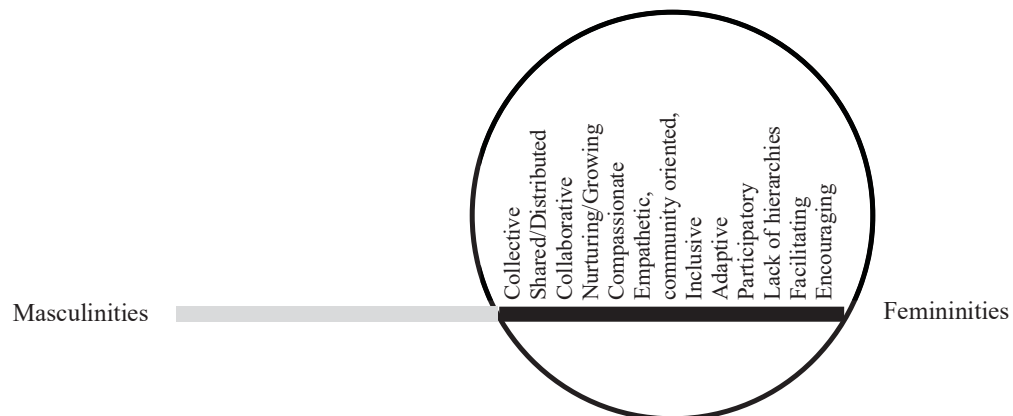 Masculinities
Collective
Shared/Distributed
Collaborative
Nurturing/Growing
Compassionate
Empathetic,
community oriented,
Inclusive
Adaptive
Participatory
Lack of hierarchies
Facilitating
Encouraging
Femininities